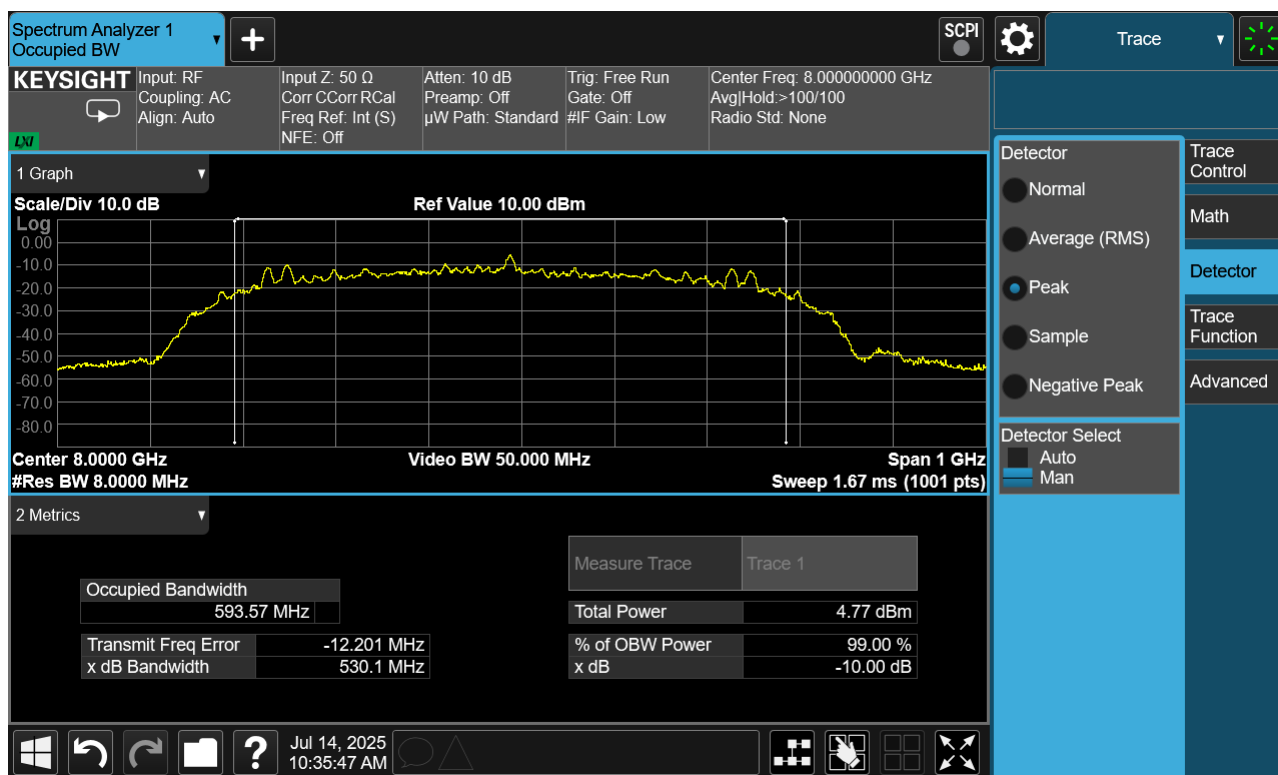 Spectrum Analyzer 1
Occupied BW
SCPI
Trace
KEYSIGHT
LXI
Input: RF
Coupling: AC
Align: Auto
Input Z: 50 Ω
Corr CCorr RCal
Freq Ref: Int (S)
NFE: Off
Atten: 10 dB
Preamp: Off
µW Path: Standard
Trig: Free Run
Gate: Off
#IF Gain: Low
Center Freq: 8.000000000 GHz
Avg|Hold:>100/100
Radio Std: None
1 Graph
Scale/Div 10.0 dB
Ref Value 10.00 dBm
Log
0.00
-10.0
-20.0
-30.0
-40.0
-50.0
-60.0
-70.0
-80.0
Center 8.0000 GHz
Video BW 50.000 MHz
Span 1 GHz
#Res BW 8.0000 MHz
Sweep 1.67 ms (1001 pts)
2 Metrics
Measure Trace Trace 1
Occupied Bandwidth
593.57 MHz
Total Power 4.77 dBm
Transmit Freq Error -12.201 MHz
% of OBW Power 99.00 %
x dB Bandwidth 530.1 MHz
x dB -10.00 dB
Detector
Normal
Average (RMS)
Peak
Sample
Negative Peak
Detector Select
Auto
Man
Trace
Control
Math
Detector
Trace
Function
Advanced
?
Jul 14, 2025
10:35:47 AM